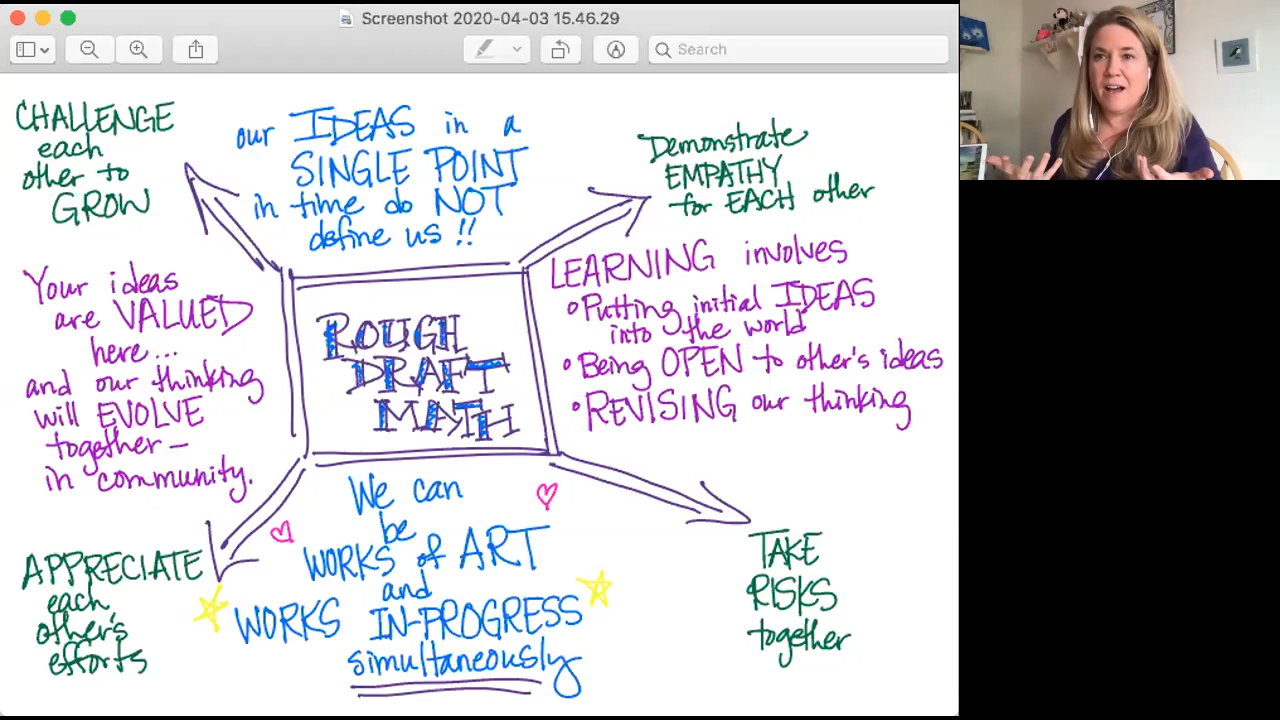 Screenshot 2020-04-03 15.46.29
Search
CHALLENGE
each
other to
GROW
our IDEAS in a
SINGLE POINT
in time do NOT
define us !!
Demonstrate
EMPATHY
for EACH other
Your ideas
are VALUED
here...
and our thinking
will EVOLVE
together –
in community.
ROUGH
DRAFT
MATH
LEARNING involves
• Putting initial IDEAS
into the world
• Being OPEN to other's ideas
• REVISING our thinking
APPRECIATE
each
other's
efforts
We can
be
WORKS of ART
and
WORKS IN-PROGRESS
simultaneously
TAKE
RISKS
together